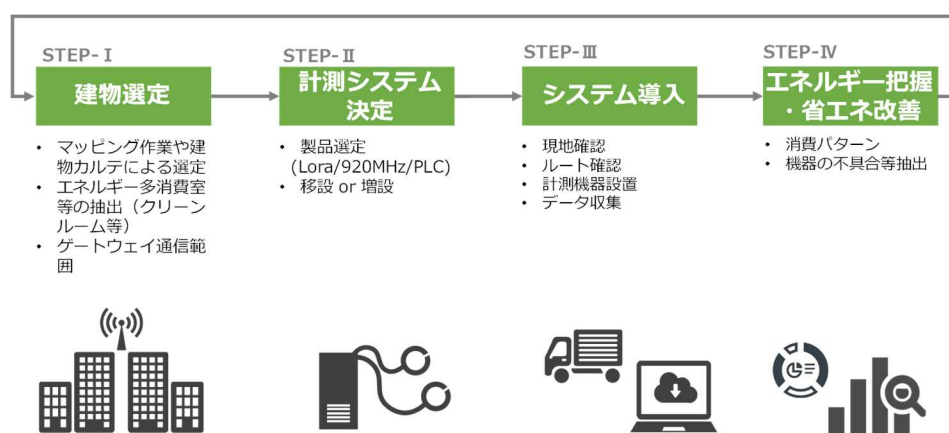 STEP-Ⅰ
建物選定
• マッピング作業や建
物カルテによる選定
• エネルギー多消費室
等の抽出（クリーン
ルーム等）
• ゲートウェイ通信範
囲
STEP-Ⅱ
計測システム
決定
• 製品選定
(Lora/920MHz/PLC)
• 移設 or 増設
STEP-Ⅲ
システム導入
• 現地確認
• ルート確認
• 計測機器設置
• データ収集
STEP-Ⅳ
エネルギー把握
・省エネ改善
• 消費パターン
• 機器の不具合等抽出